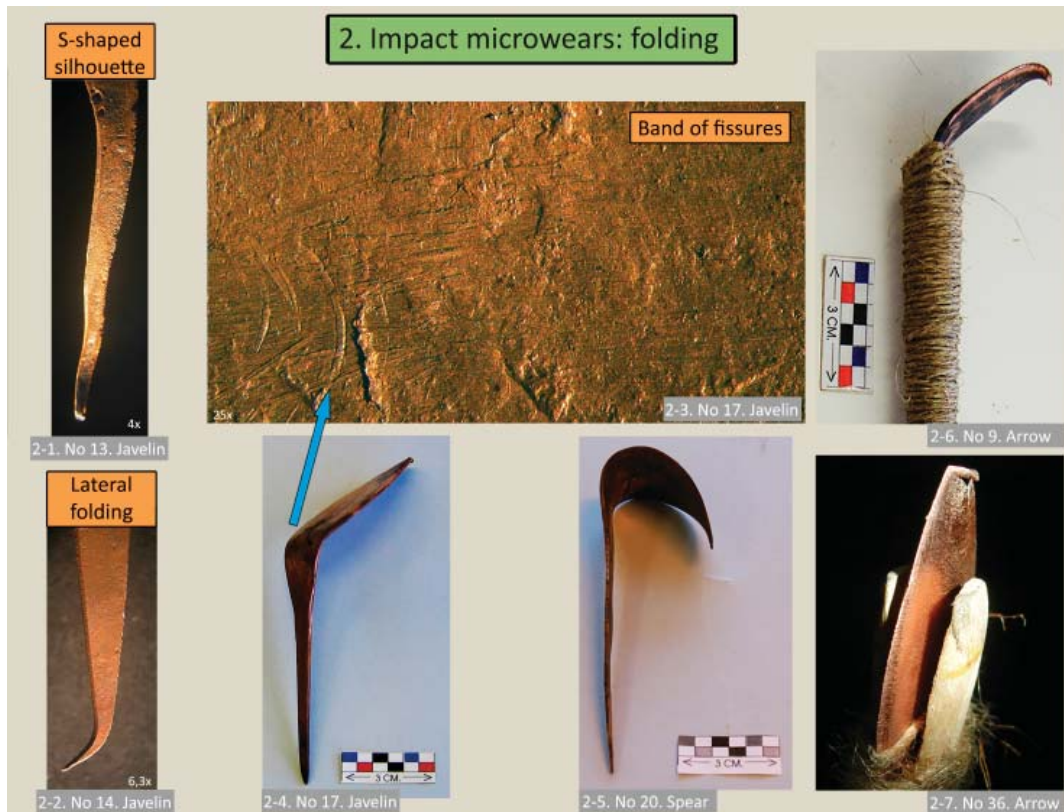 2. Impact microwears: folding
S-shaped
silhouette
4x
2-1. No 13. Javelin
Band of fissures
25x
2-3. No 17. Javelin
3 CM.
2-6. No 9. Arrow
Lateral
folding
6,3x
2-2. No 14. Javelin
3 CM.
2-4. No 17. Javelin
3 CM.
2-5. No 20. Spear
2-7. No 36. Arrow